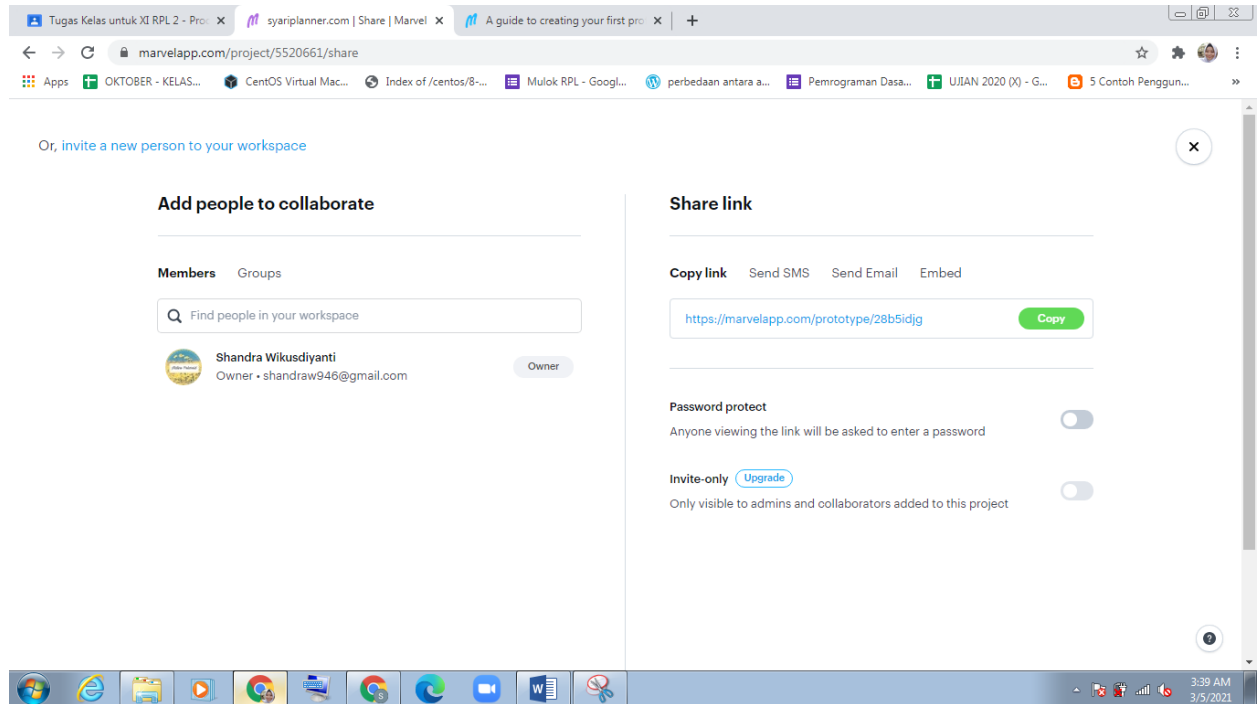 Tugas Kelas untuk XI RPL 2 - Pro
syariplanner.com | Share | Marvel
A guide to creating your first pro
marvelapp.com/project/5520661/share
Apps
OKTOBER - KELAS...
CentOS Virtual Mac...
Index of /centos/8-...
Mulok RPL - Googl...
perbedaan antara a...
Pemrograman Dasa...
UJIAN 2020 (X) - G...
5 Contoh Penggun...
Or, invite a new person to your workspace
Add people to collaborate
Members Groups
Find people in your workspace
Shandra Wikusdiyanti
Owner • shandraw946@gmail.com
Owner
Share link
Copy link Send SMS Send Email Embed
https://marvelapp.com/prototype/28b5idjg
Copy
Password protect
Anyone viewing the link will be asked to enter a password
Invite-only Upgrade
Only visible to admins and collaborators added to this project
3:39 AM
3/5/2021